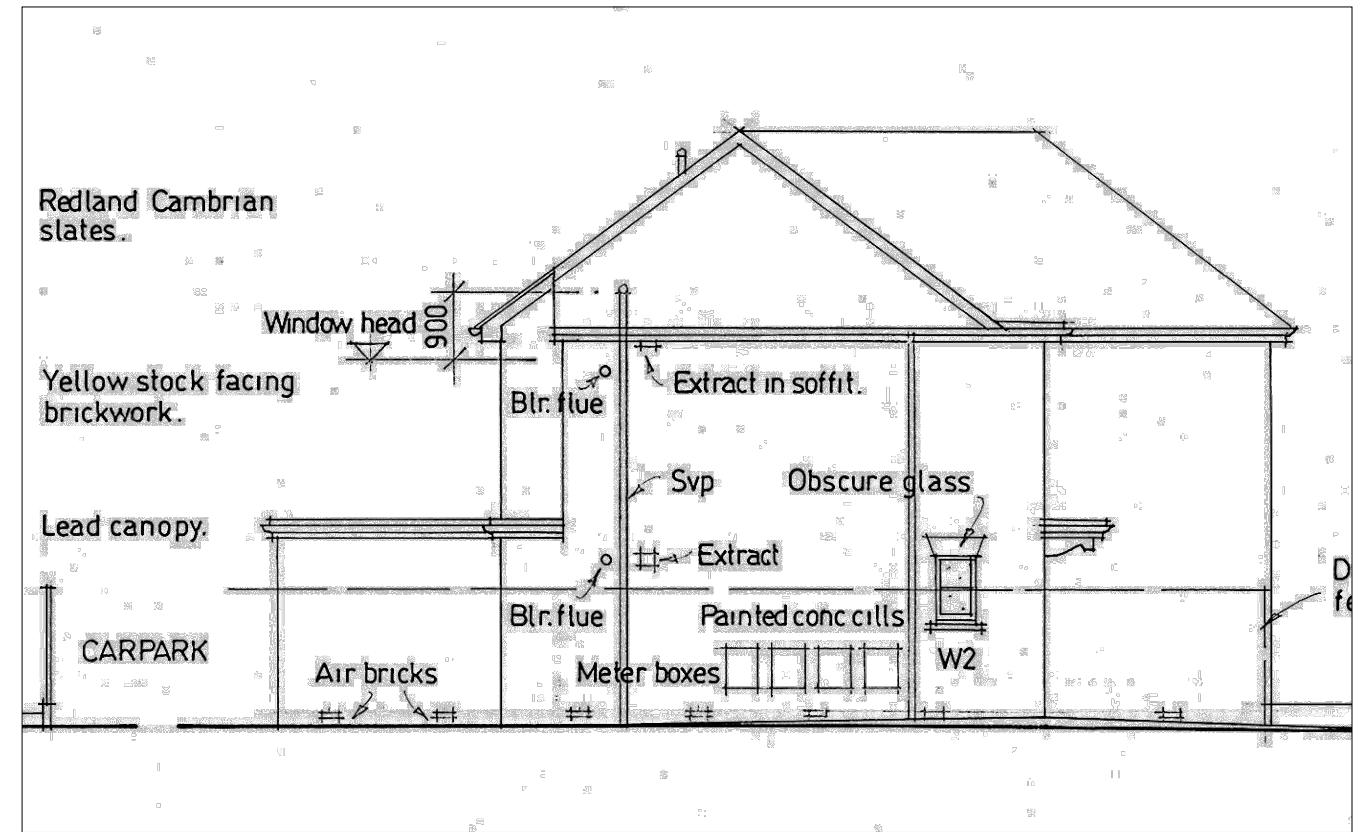 Redland Cambrian
slates.
Window head
900
Yellow stock facing
brickwork.
Blr. flue
Extract in soffit.
Svp
Obscure glass
Lead canopy.
Extract
Blr. flue
Painted conc cills
CARPARK
Air bricks
Meter boxes
W2